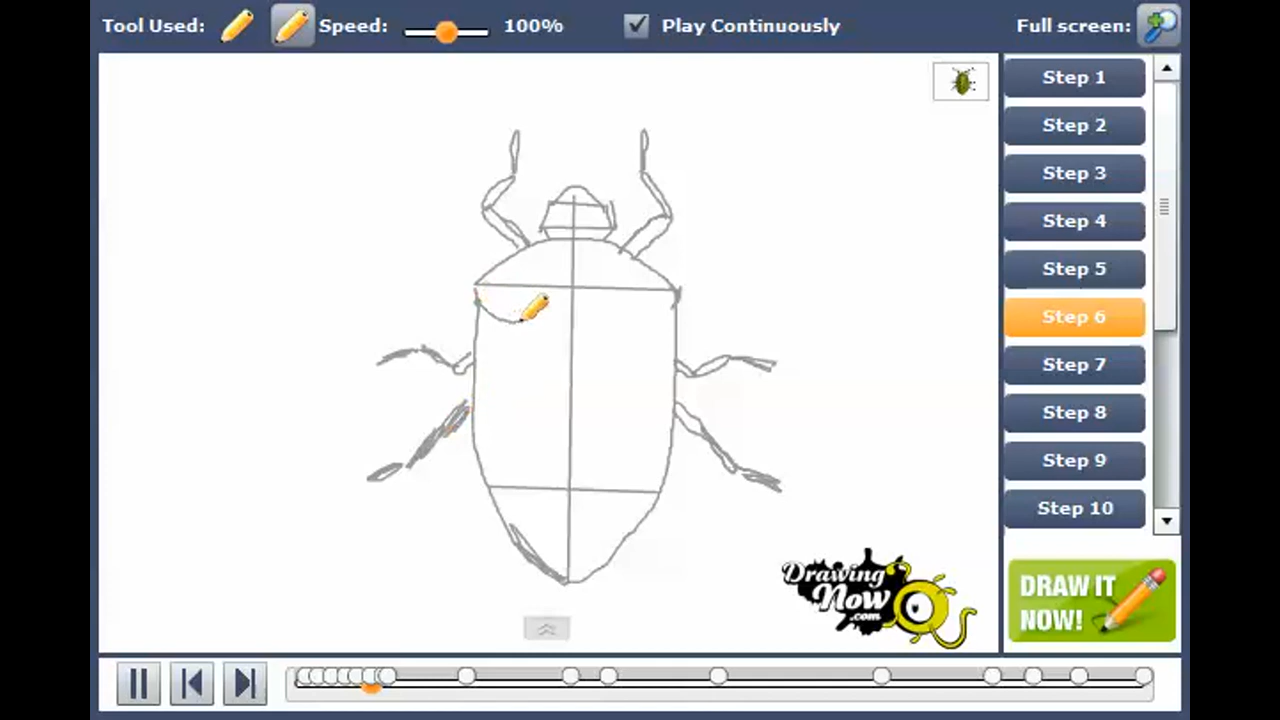 Tool Used:
Speed:
100%
Play Continuously
Full screen:
Step 1
Step 2
Step 3
Step 4
Step 5
Step 6
Step 7
Step 8
Step 9
Step 10
Drawing
Now
.com
DRAW IT
NOW!